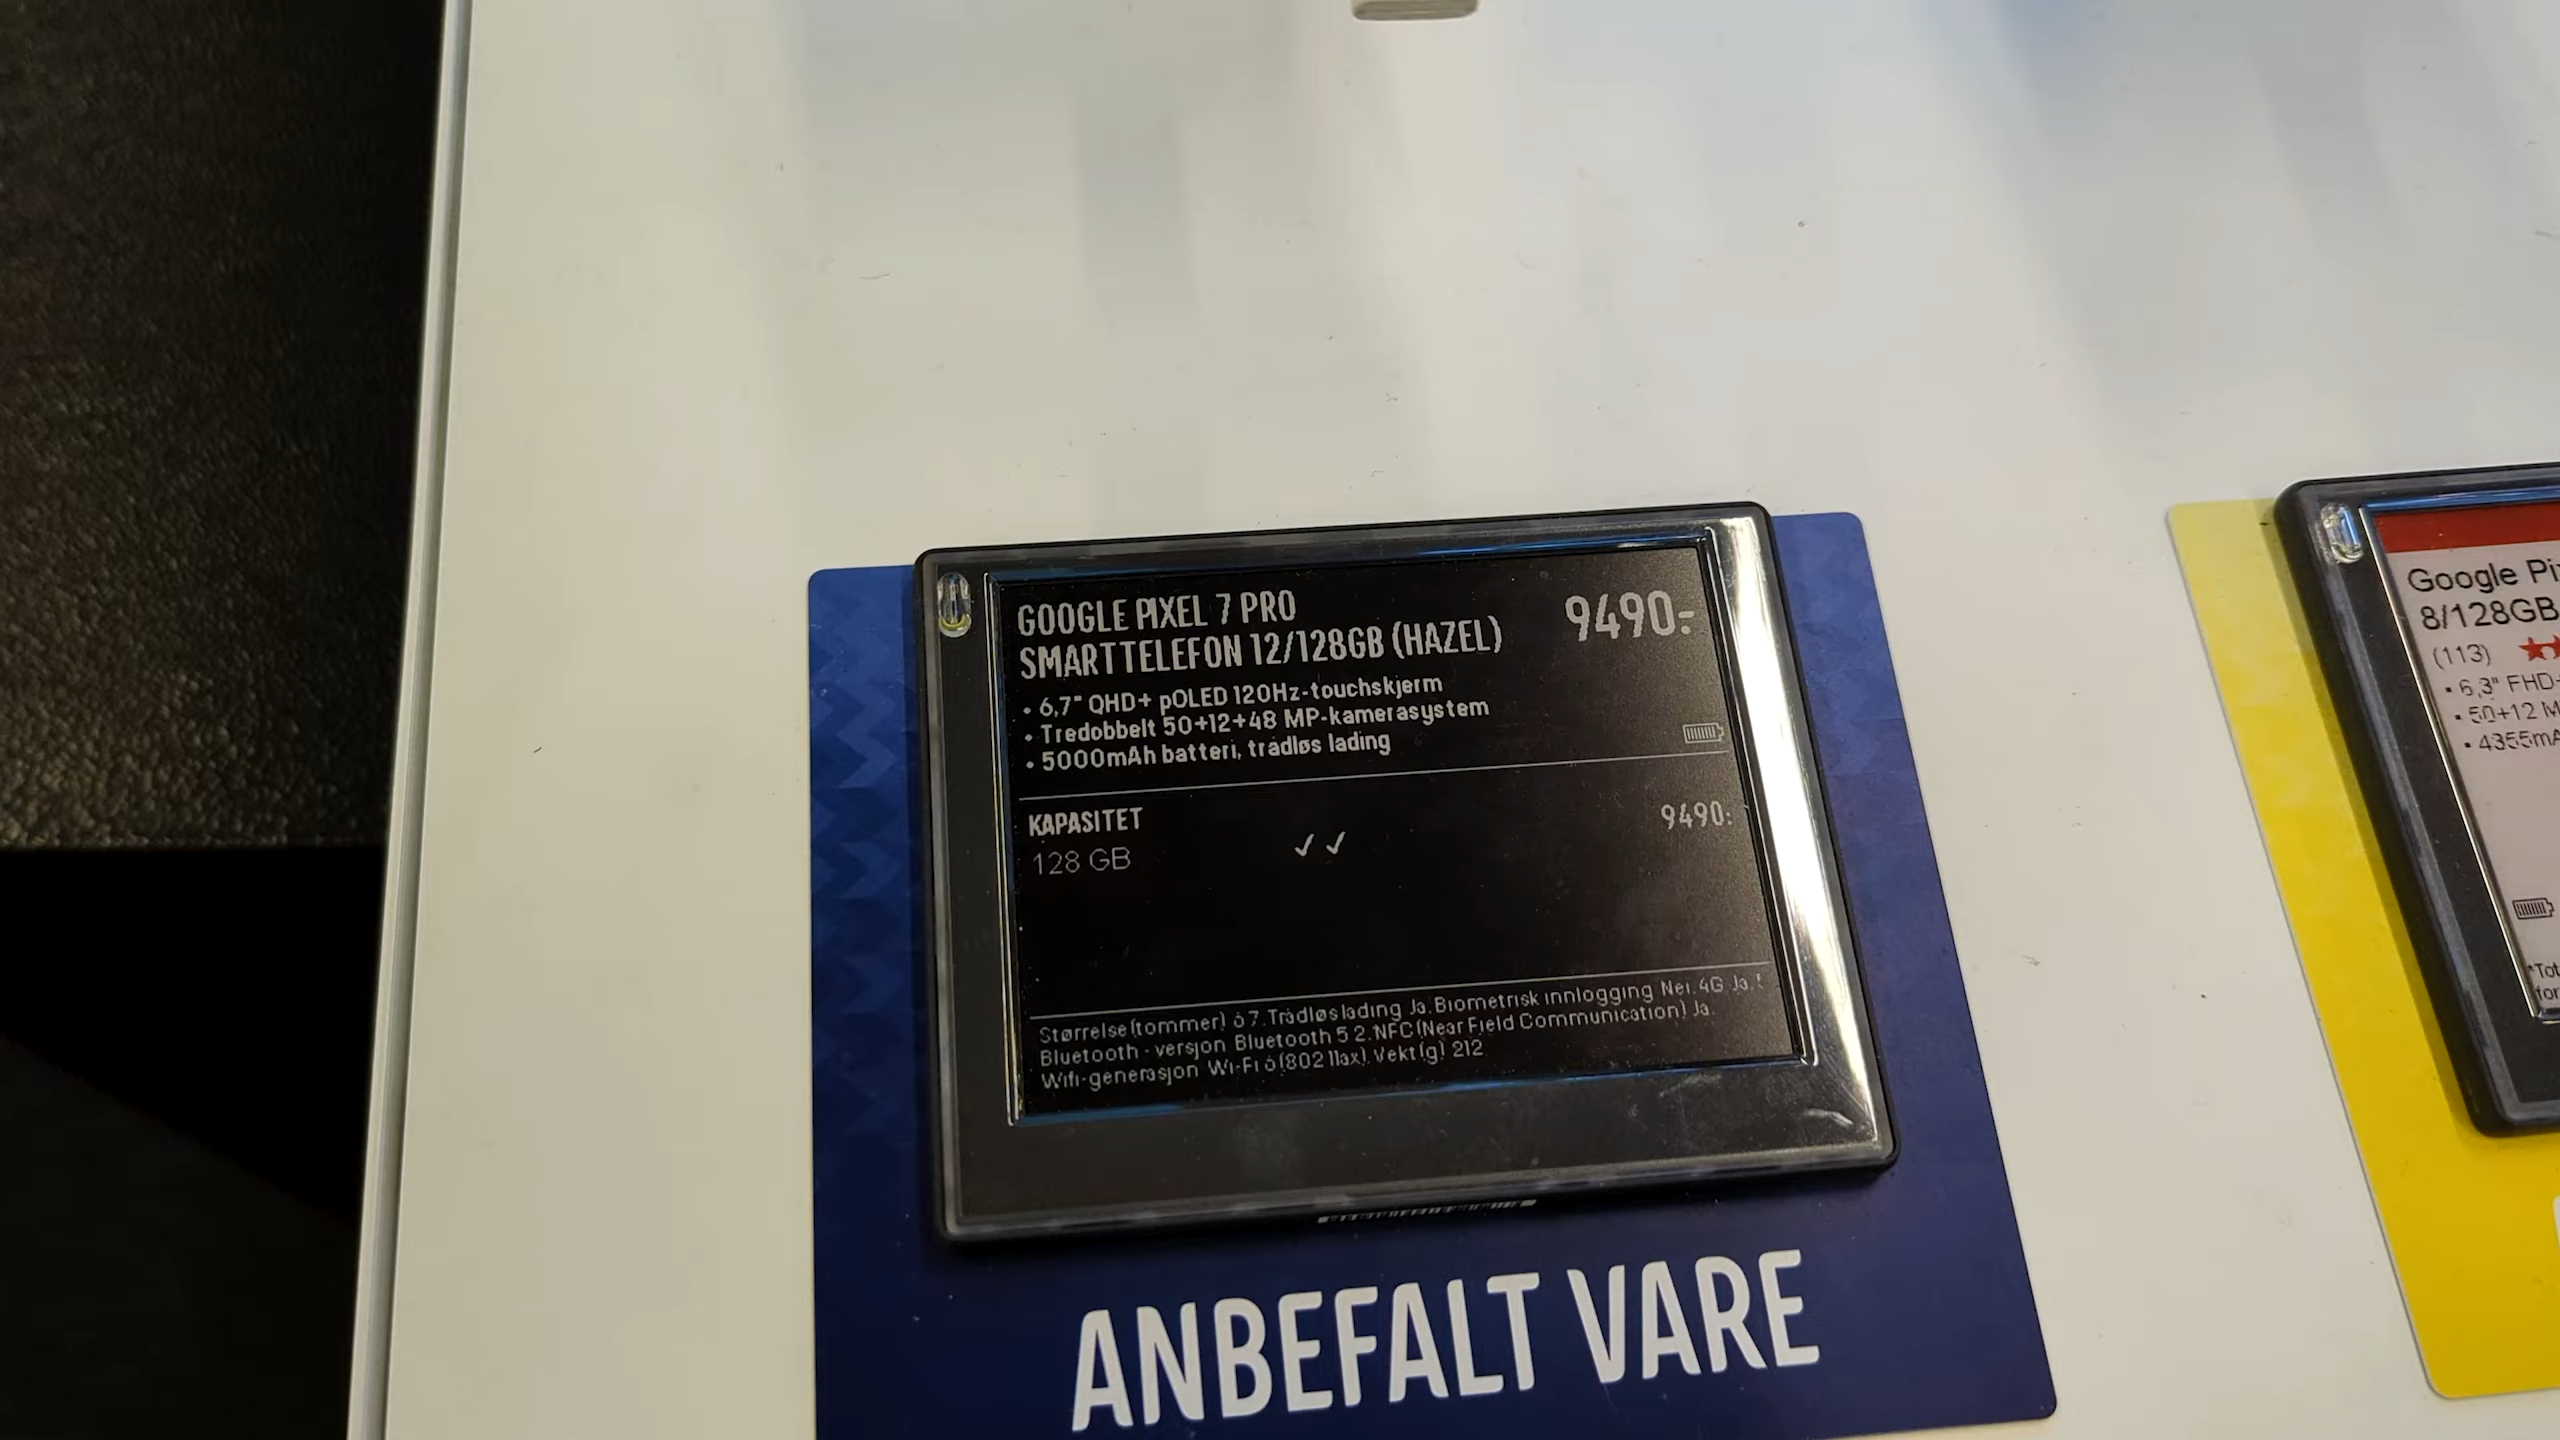 GOOGLE PIXEL 7 PRO
SMARTTELEFON 12/128GB (HAZEL)
9490:-
• 6,7" QHD+ pOLED 120Hz-touchskjerm
• Tredobbelt 50+12+48 MP-kamerasystem
• 5000mAh batteri, trådløs lading
KAPASITET
9490:
128 GB ✓✓
Størrelse (tommer) 6.7. Trådløs lading Ja. Biometrisk innlogging Nei. 4G Ja.
Bluetooth - versjon Bluetooth 5.2. NFC (Near Field Communication) Ja.
Wifi-generasjon Wi-Fi 6 (802.11ax). Vekt (g) 212
ANBEFALT VARE
Google Pi
8/128GB
(113)
• 6,3" FHD+
• 50+12 M
• 4355mA
*Tot
for